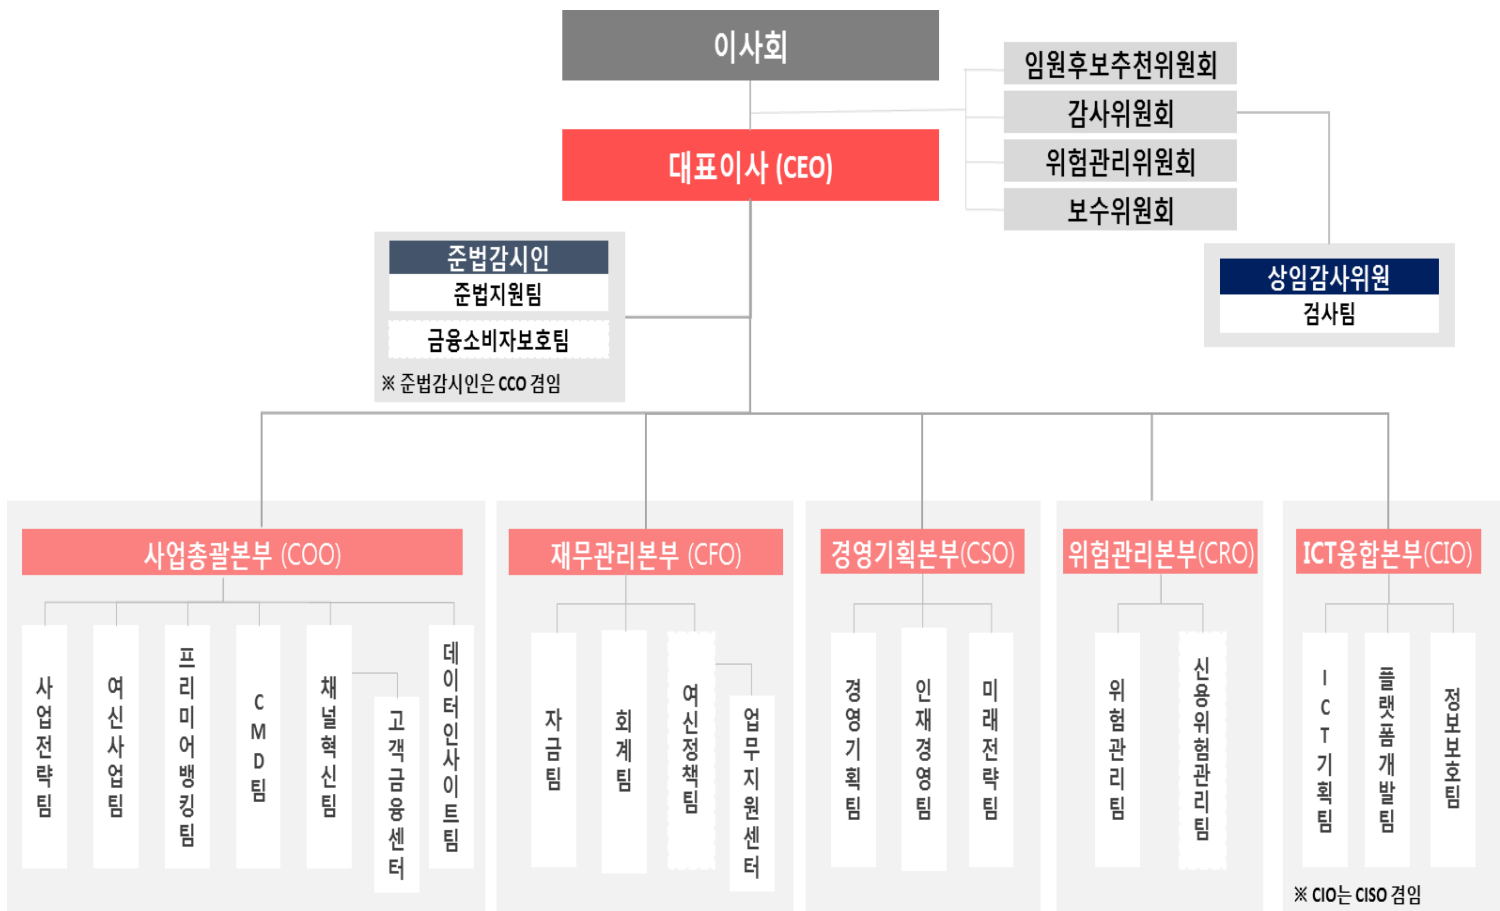 이사회
임원후보추천위원회
감사위원회
대표이사 (CEO)
위험관리위원회
보수위원회
준법감시인
준법지원팀
금융소비자보호팀
※ 준법감시인은 CCO 겸임
상임감사위원
검사팀
사업총괄본부 (COO)
재무관리본부 (CFO)
경영기획본부(CSO)
위험관리본부(CRO)
ICT융합본부(CIO)
사업전략팀
여신사업팀
프리미어뱅킹팀
CMD팀
채널혁신팀
고객금융센터
데이터인사이트팀
자금팀
회계팀
여신정책팀
업무지원센터
경영기획팀
인재경영팀
미래전략팀
위험관리팀
신용위험관리팀
ICT기획팀
플랫폼개발팀
정보보호팀
※ CIO는 CISO 겸임